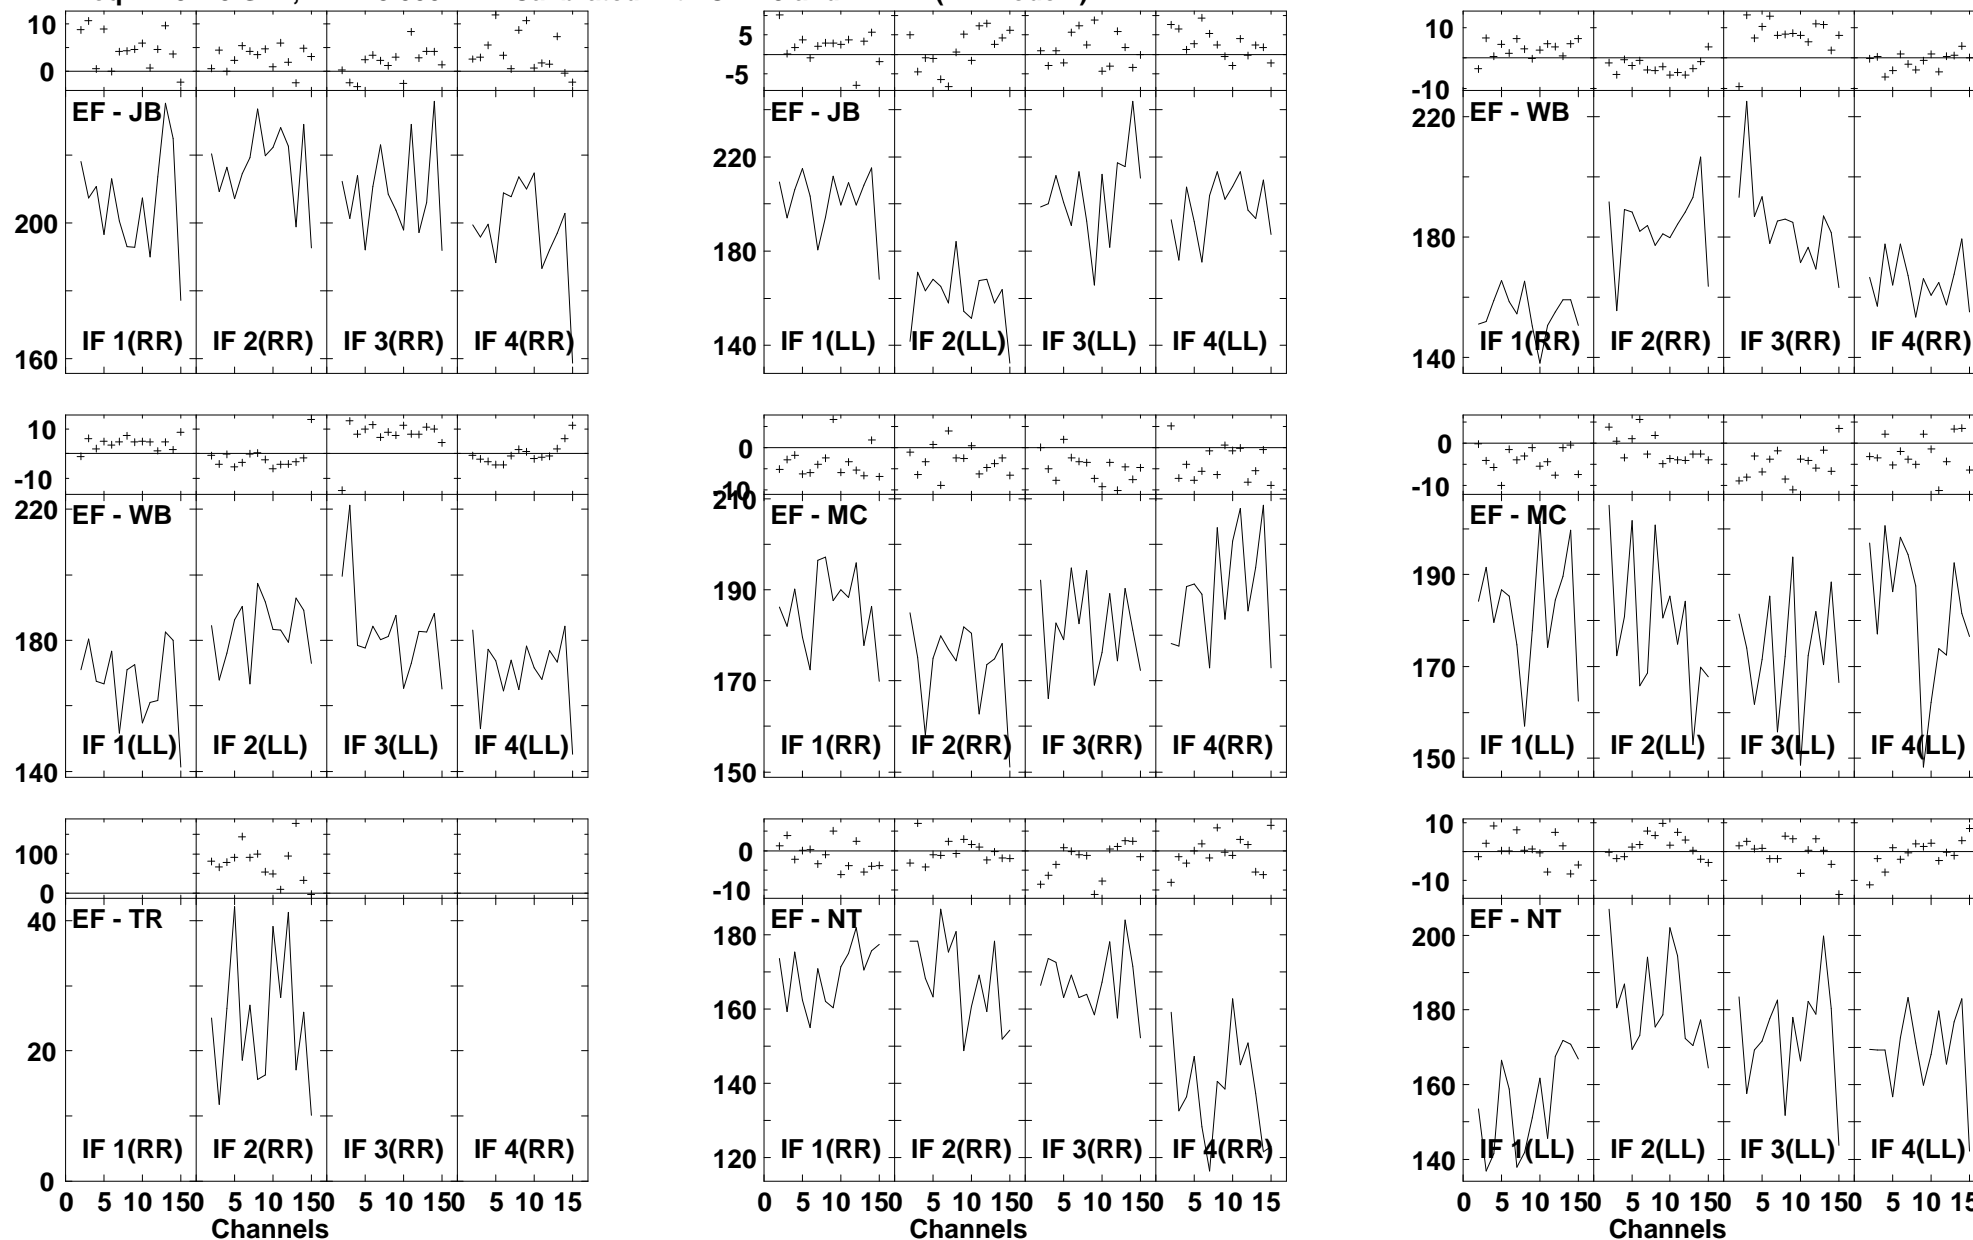 10
0
EF - JB
200
160
IF 1(RR) IF 2(RR) IF 3(RR) IF 4(RR)
5
-5
EF - JB
220
180
140
IF 1(LL) IF 2(LL) IF 3(LL) IF 4(LL)
10
0
-10
EF - WB
220
180
140
IF 1(RR) IF 2(RR) IF 3(RR) IF 4(RR)
10
-10
EF - WB
220
180
140
IF 1(LL) IF 2(LL) IF 3(LL) IF 4(LL)
0
-10
EF - MC
210
190
170
150
IF 1(RR) IF 2(RR) IF 3(RR) IF 4(RR)
0
-10
EF - MC
190
170
150
IF 1(LL) IF 2(LL) IF 3(LL) IF 4(LL)
100
0
EF - TR
40
20
0
IF 1(RR) IF 2(RR) IF 3(RR) IF 4(RR)
0 5 10 15 0 5 10 15 0 5 10 15 0 5 10 15
Channels
0
-10
EF - NT
180
160
140
120
IF 1(RR) IF 2(RR) IF 3(RR) IF 4(RR)
0 5 10 15 0 5 10 15 0 5 10 15 0 5 10 15
Channels
10
-10
EF - NT
200
180
160
140
IF 1(LL) IF 2(LL) IF 3(LL) IF 4(LL)
0 5 10 15 0 5 10 15 0 5 10 15 0 5 10
Channels